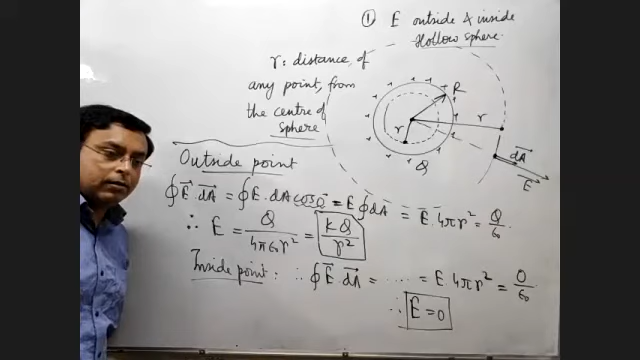 ① E outside & inside
Hollow sphere.
r: distance of
any point, from
the centre of
sphere
R
r
r
Q
dA
E
Outside point
∮E⃗.dA⃗ = ∮E.dA cos0° = E∮dA = E.4πr² = Q/ε₀.
∴ E = Q/4πε₀r² = KQ/r²
Inside point: ∴ ∮E⃗.dA⃗ = ...... = E.4πr² = 0/ε₀
∴ E = 0